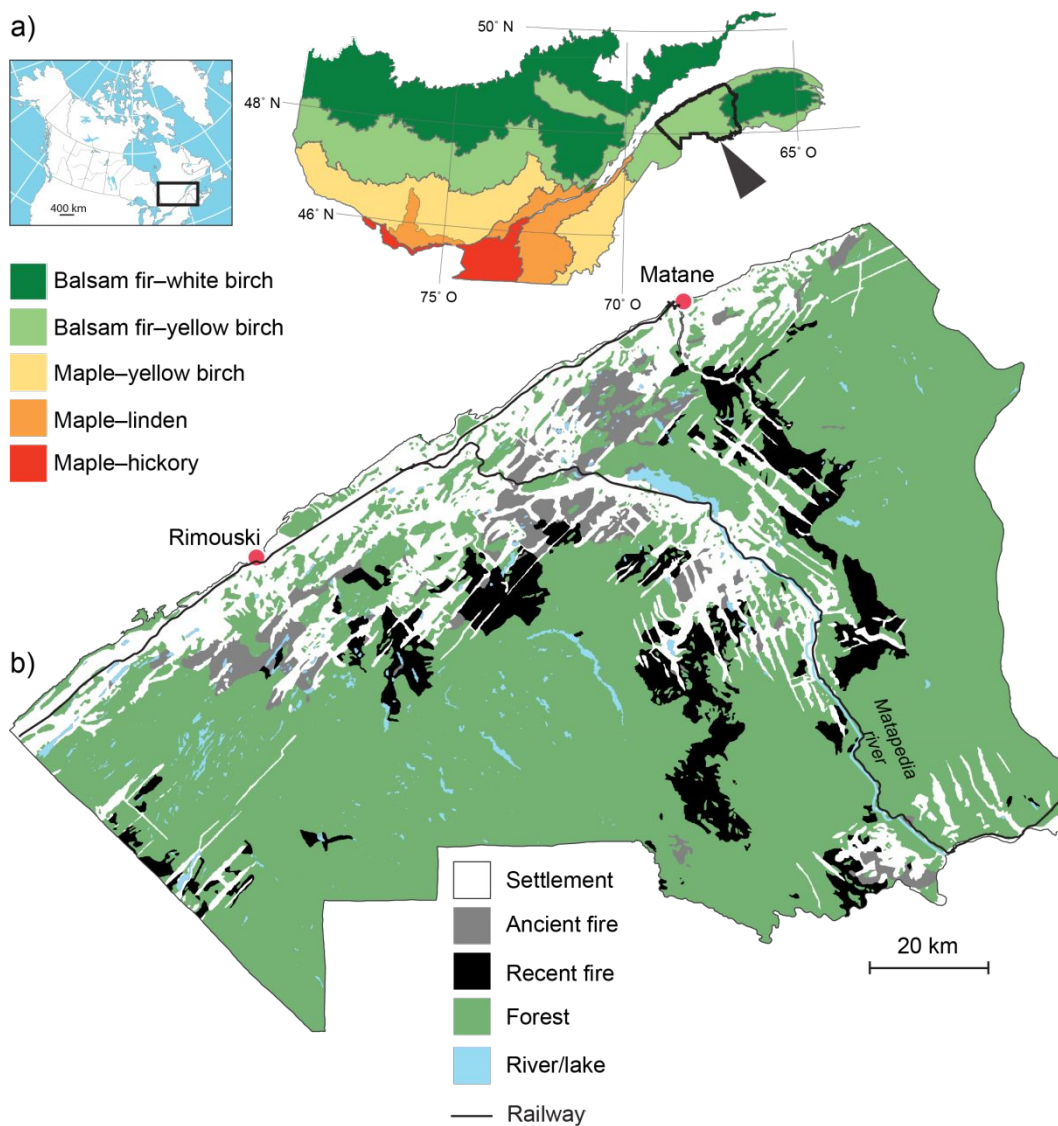 a)
50° N
48° N
46° N
65° O
400 km
75° O
70° O
Balsam fir–white birch
Balsam fir–yellow birch
Maple–yellow birch
Maple–linden
Maple–hickory
Matane
Rimouski
b)
Matapedia
river
Settlement
Ancient fire
Recent fire
Forest
River/lake
Railway
20 km